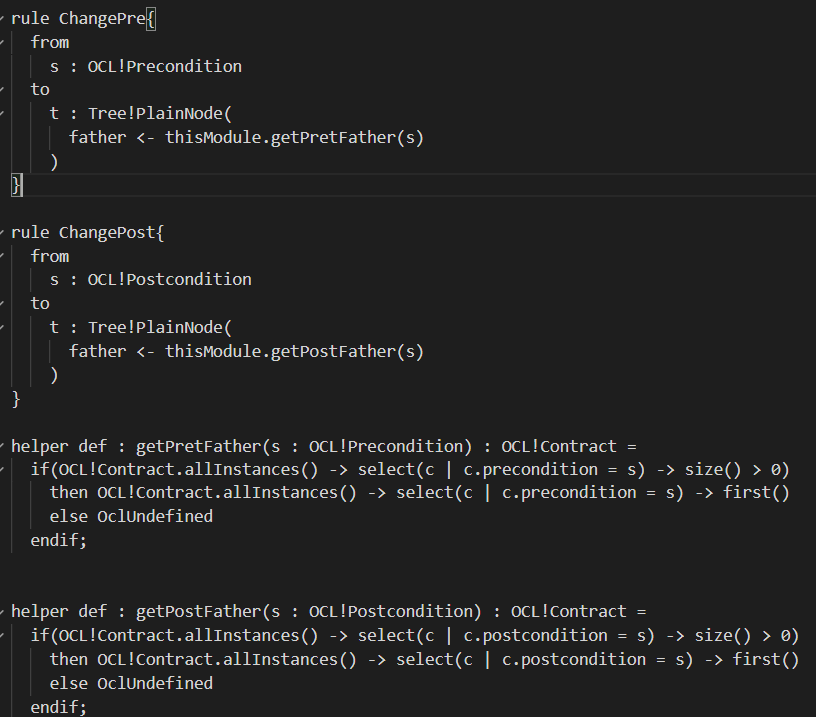 rule ChangePre{
from
s : OCL!Precondition
to
t : Tree!PlainNode(
father <- thisModule.getPretFather(s)
)
}
rule ChangePost{
from
s : OCL!Postcondition
to
t : Tree!PlainNode(
father <- thisModule.getPostFather(s)
)
}
helper def : getPretFather(s : OCL!Precondition) : OCL!Contract =
if(OCL!Contract.allInstances() -> select(c | c.precondition = s) -> size() > 0)
then OCL!Contract.allInstances() -> select(c | c.precondition = s) -> first()
else OclUndefined
endif;
helper def : getPostFather(s : OCL!Postcondition) : OCL!Contract =
if(OCL!Contract.allInstances() -> select(c | c.postcondition = s) -> size() > 0)
then OCL!Contract.allInstances() -> select(c | c.postcondition = s) -> first()
else OclUndefined
endif;